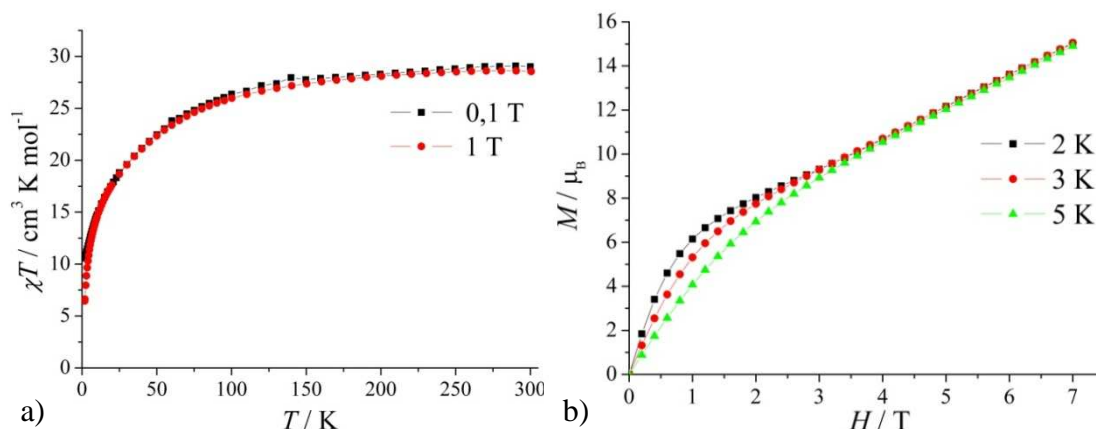 χT / cm³ K mol⁻¹
30
25
20
15
10
5
0
0,1 T
1 T
0 50 100 150 200 250 300
T / K
a)
M / μB
16
14
12
10
8
6
4
2
0
2 K
3 K
5 K
0 1 2 3 4 5 6 7
H / T
b)